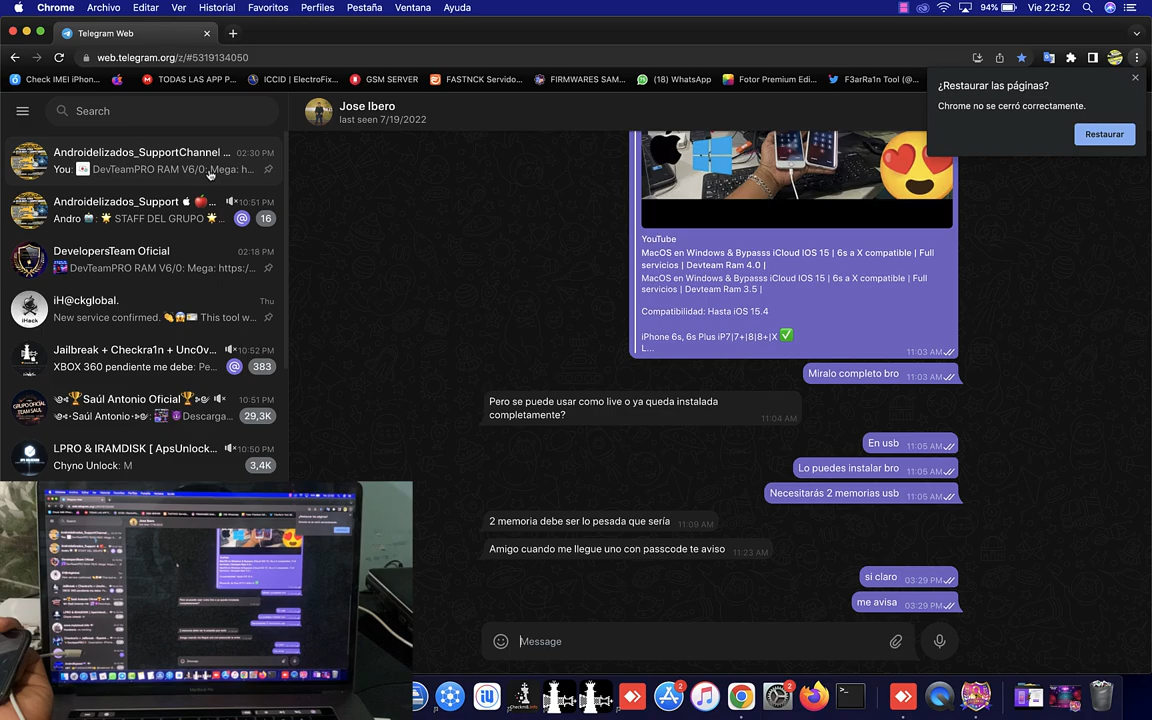 Chrome Archivo Editar Ver Historial Favoritos Perfiles Pestaña Ventana Ayuda 94% Vie 22:52
Telegram Web
web.telegram.org/z/#5319134050
Check IMEI iPhon... TODAS LAS APP P... ICCID | ElectroFix... GSM SERVER FASTNCK Servido... FIRMWARES SAM... (18) WhatsApp Fotor Premium Edi... F3arRa1n Tool (@...
¿Restaurar las páginas?
Chrome no se cerró correctamente.
Restaurar
Search
Androidelizados_SupportChannel ... 02:30 PM
You: DevTeamPRO RAM V6/0: Mega: h...
Androidelizados_Support 🍎... 10:51 PM
Andro 🤖: 🌟 STAFF DEL GRUPO 🌟... @ 16
DevelopersTeam Oficial 02:18 PM
DevTeamPRO RAM V6/0: Mega: https:/...
iH@ckglobal. Thu
New service confirmed. 👏😱 This tool w...
Jailbreak + Checkra1n + Unc0v... 10:52 PM
XBOX 360 pendiente me debe: Pe... @ 383
🏆 Saúl Antonio Oficial🏆 10:51 PM
Saúl Antonio: 😈Descarga... 29,3K
LPRO & IRAMDISK [ ApsUnlock... 10:50 PM
Chyno Unlock: M 3,4K
Jose Ibero
last seen 7/19/2022
YouTube
MacOS en Windows & Bypasss iCloud IOS 15 | 6s a X compatible | Full
servicios | Devteam Ram 4.0 |
MacOS en Windows & Bypasss iCloud IOS 15 | 6s a X compatible | Full
servicios | Devteam Ram 3.5 |
Compatibilidad: Hasta iOS 15.4
iPhone 6s, 6s Plus iP7|7+|8|8+|X ✅
L...
11:03 AM
Miralo completo bro 11:03 AM
Pero se puede usar como live o ya queda instalada
completamente? 11:04 AM
En usb 11:05 AM
Lo puedes instalar bro 11:05 AM
Necesitarás 2 memorias usb 11:05 AM
2 memoria debe ser lo pesada que sería 11:09 AM
Amigo cuando me llegue uno con passcode te aviso 11:23 AM
si claro 03:29 PM
me avisa 03:29 PM
Message